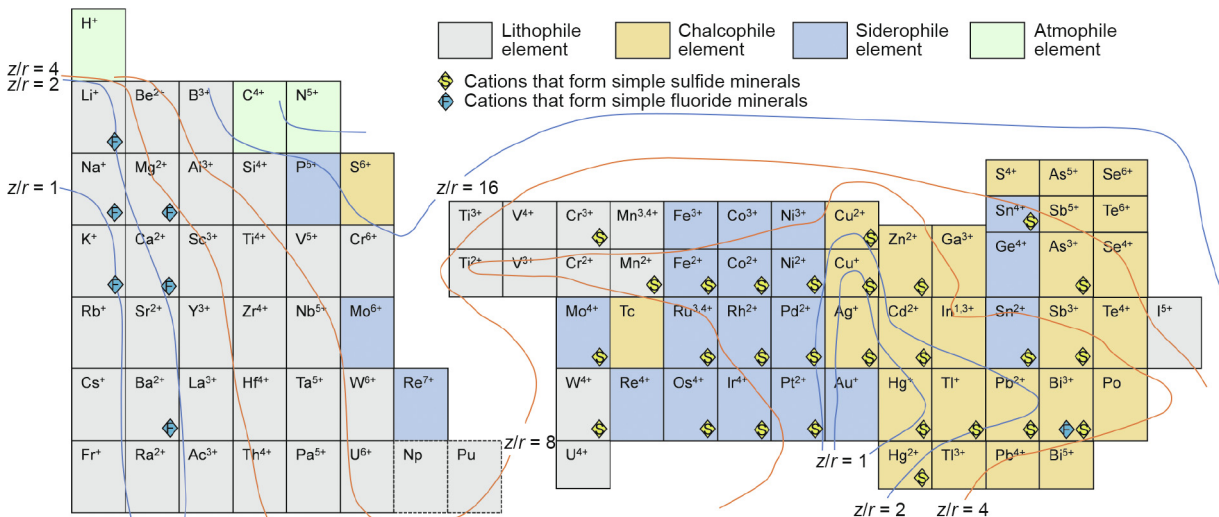 H⁺
Lithophile element
Chalcophile element
Siderophile element
Atmophile element
z/r = 4
z/r = 2
S Cations that form simple sulfide minerals
F Cations that form simple fluoride minerals
Li⁺ Be²⁺ B³⁺ C⁴⁺ N⁵⁺
F
Na⁺ Mg²⁺ Al³⁺ Si⁴⁺ P⁵⁺ S⁶⁺
F F
z/r = 1
z/r = 16
S⁴⁺ As⁵⁺ Se⁶⁺
Ti³⁺ V⁴⁺ Cr³⁺ Mn³,⁴⁺ Fe³⁺ Co³⁺ Ni³⁺ Cu²⁺ Sn⁴⁺ Sb⁵⁺ Te⁶⁺
S S S
K⁺ Ca²⁺ Sc³⁺ Ti⁴⁺ V⁵⁺ Cr⁶⁺
F F
Ti²⁺ V³⁺ Cr²⁺ Mn²⁺ Fe²⁺ Co²⁺ Ni²⁺ Cu⁺ Zn²⁺ Ga³⁺ Ge⁴⁺ As³⁺ Se⁴⁺
S S S S S S S
Rb⁺ Sr²⁺ Y³⁺ Zr⁴⁺ Nb⁵⁺ Mo⁶⁺
Mo⁴⁺ Tc Ru³,⁴⁺ Rh²⁺ Pd²⁺ Ag⁺ Cd²⁺ In¹,³⁺ Sn²⁺ Sb³⁺ Te⁴⁺ I⁵⁺
S S S S S S S S
Cs⁺ Ba²⁺ La³⁺ Hf⁴⁺ Ta⁵⁺ W⁶⁺ Re⁷⁺
F
W⁴⁺ Re⁴⁺ Os⁴⁺ Ir⁴⁺ Pt²⁺ Au⁺ Hg⁺ Tl⁺ Pb²⁺ Bi³⁺ Po
S S S S S S S F S
z/r = 8
Fr⁺ Ra²⁺ Ac³⁺ Th⁴⁺ Pa⁵⁺ U⁶⁺ Np Pu
U⁴⁺
z/r = 1
Hg²⁺ Tl³⁺ Pb⁴⁺ Bi⁵⁺
S
z/r = 2
z/r = 4